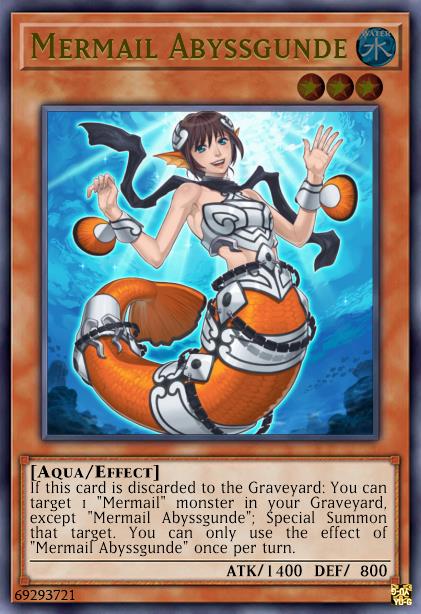 Mermail Abyssgunde
WATER
水
[Aqua/Effect]
If this card is discarded to the Graveyard: You can
target 1 "Mermail" monster in your Graveyard,
except "Mermail Abyssgunde"; Special Summon
that target. You can only use the effect of
"Mermail Abyssgunde" once per turn.
ATK/1400 DEF/ 800
69293721